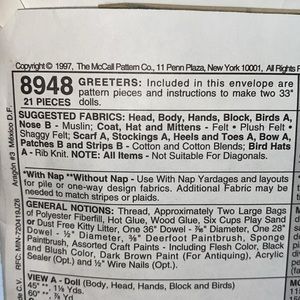 Copyright © 1997, The McCall Pattern Co., 11 Penn Plaza, New York 10001. All Rights
8948
21 PIECES
GREETERS: Included in this envelope are
pattern pieces and instructions to make two 33"
dolls.
SUGGESTED FABRICS: Head, Body, Hands, Block, Birds A,
Nose B - Muslin; Coat, Hat and Mittens - Felt • Plush Felt •
Shaggy Felt; Scarf A, Stockings A, Heels and Toes A, Bow A,
Patches B and Strips B - Cotton and Cotton Blends; Bird Hats
A - Rib Knit. NOTE: All Items - Not Suitable For Diagonals.
*With Nap **Without Nap - Use With Nap Yardages and layouts
for pile or one-way design fabrics. Additional Fabric may be
needed to match stripes or plaids.
GENERAL NOTIONS: Thread, Approximately Two Large Bags
of Polyester Fiberfill, Hot Glue, Wood Glue, Six Cups Play Sand
or Dust Free Kitty Litter, One 36" Dowel - Diameter, One 28"
Dowel - ½" Diameter, Deerfoot Paintbrush, Sponge
Paintbrush, Assorted Craft Paints - Including Flesh Color, Black
and Blush Color, Dark Brown Paint (For Antiquing), Acrylic
Sealer (Opt.) and ½" Wire Nails (Opt.)
VIEW A - Doll (Head, Body, Hands, Block and Birds)
45" **
60"
Aragón #3 México D.F.